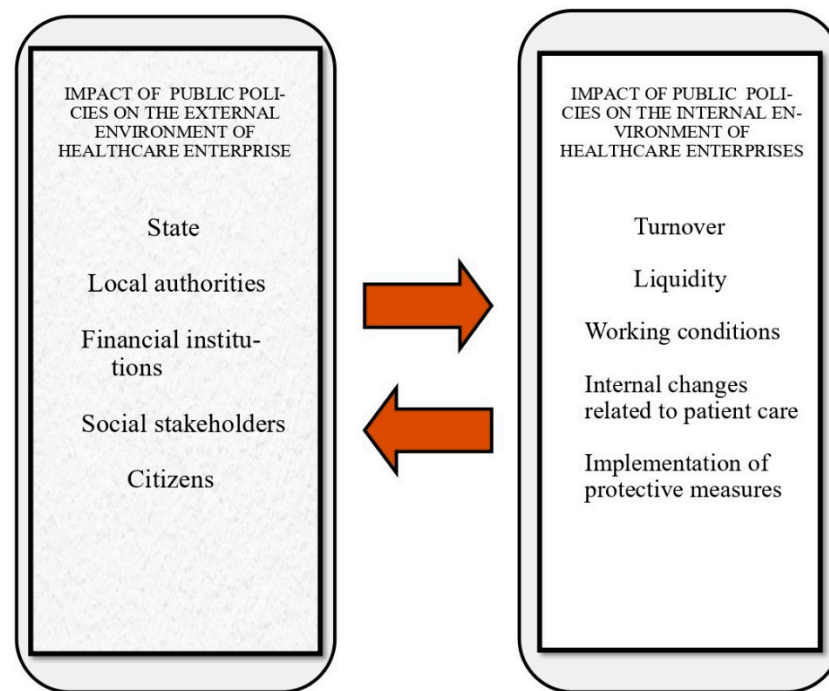 IMPACT OF PUBLIC POLI-
CIES ON THE EXTERNAL
ENVIRONMENT OF
HEALTHCARE ENTERPRISE
State
Local authorities
Financial institu-
tions
Social stakeholders
Citizens
IMPACT OF PUBLIC POLI-
CIES ON THE INTERNAL EN-
VIRONMENT OF
HEALTHCARE ENTERPRISES
Turnover
Liquidity
Working conditions
Internal changes
related to patient care
Implementation of
protective measures